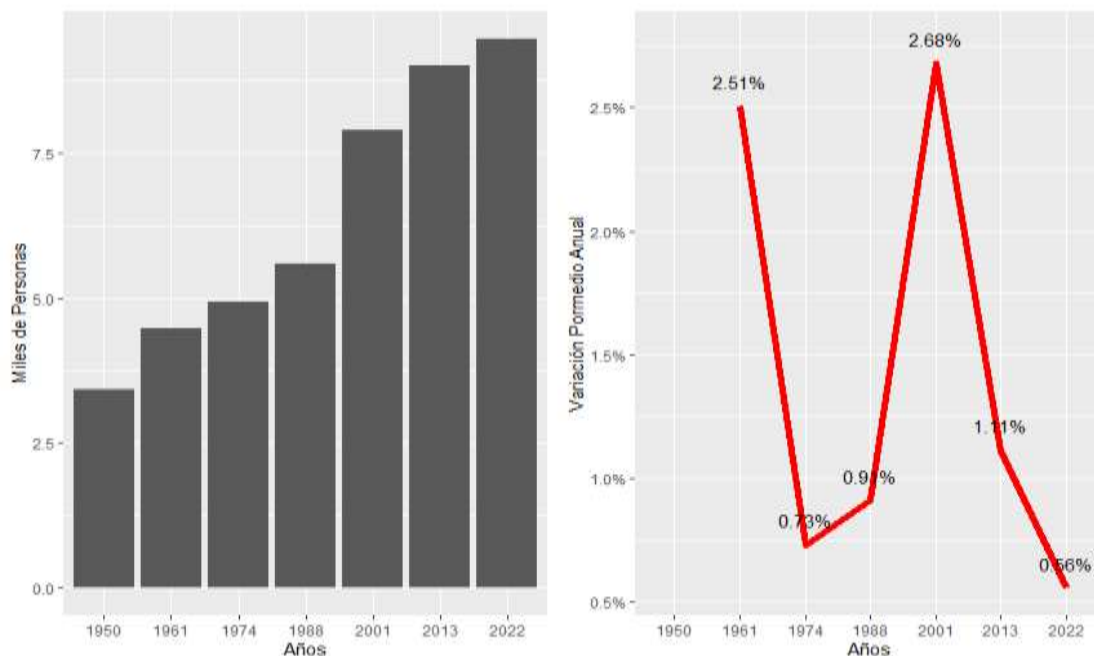 Miles de Personas
7.5
5.0
2.5
0.0
1950 1961 1974 1988 2001 2013 2022
Años
Variación Pormedio Anual
2.5%
2.0%
1.5%
1.0%
0.5%
2.51%
0.73%
0.91%
2.68%
1.11%
0.56%
1950 1961 1974 1988 2001 2013 2022
Años